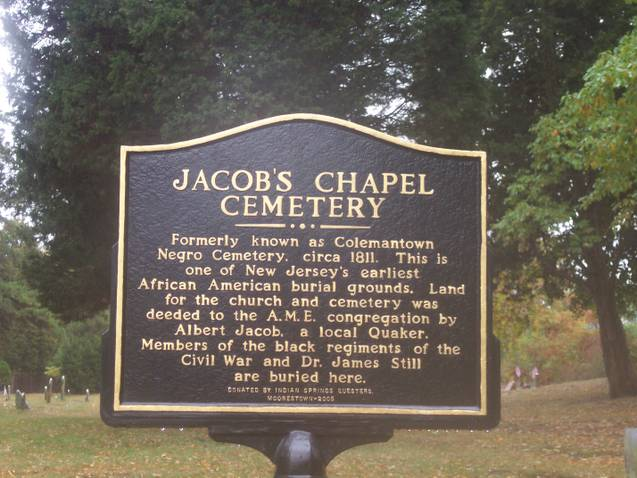 JACOB'S CHAPEL
CEMETERY
Formerly known as Colemantown
Negro Cemetery, circa 1811. This is
one of New Jersey's earliest
African American burial grounds. Land
for the church and cemetery was
deeded to the A.M.E. congregation by
Albert Jacob, a local Quaker.
Members of the black regiments of the
Civil War and Dr. James Still
are buried here.
DONATED BY INDIAN SPRINGS QUESTERS,
MOORESTOWN-2005